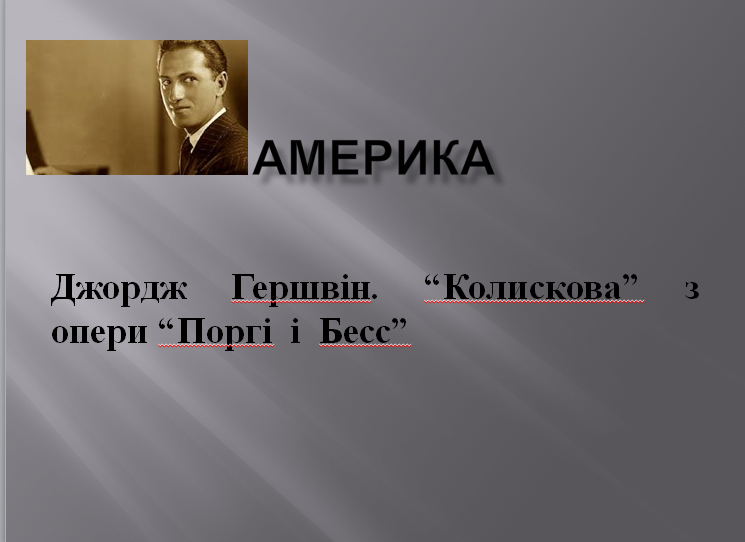 АМЕРИКА
Джордж Гершвін. “Колискова” з
опери “Поргі і Бесс”